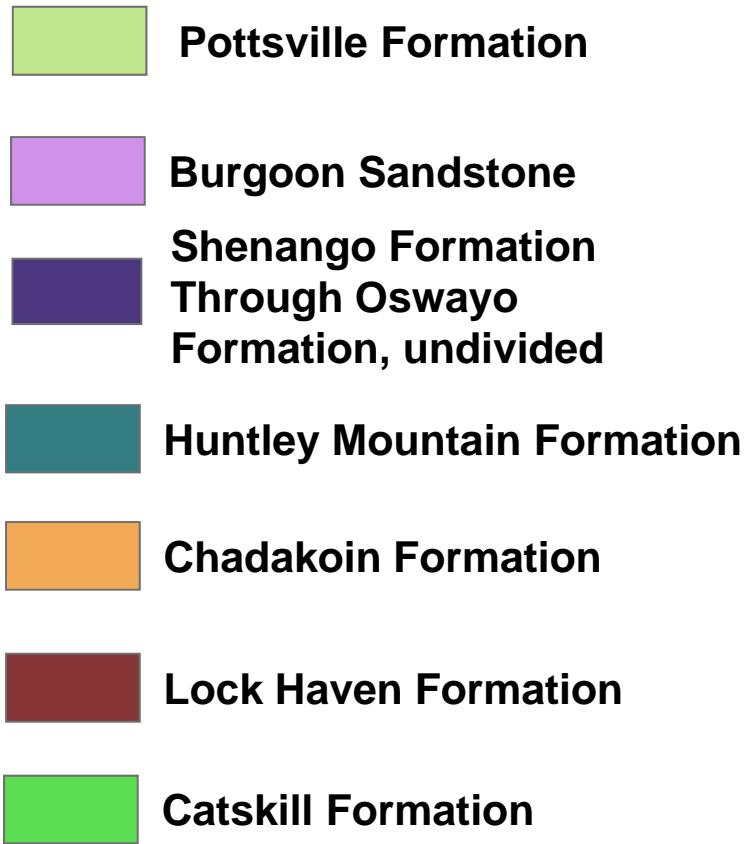 Pottsville Formation
Burgoon Sandstone
Shenango Formation
Through Oswayo
Formation, undivided
Huntley Mountain Formation
Chadakoin Formation
Lock Haven Formation
Catskill Formation